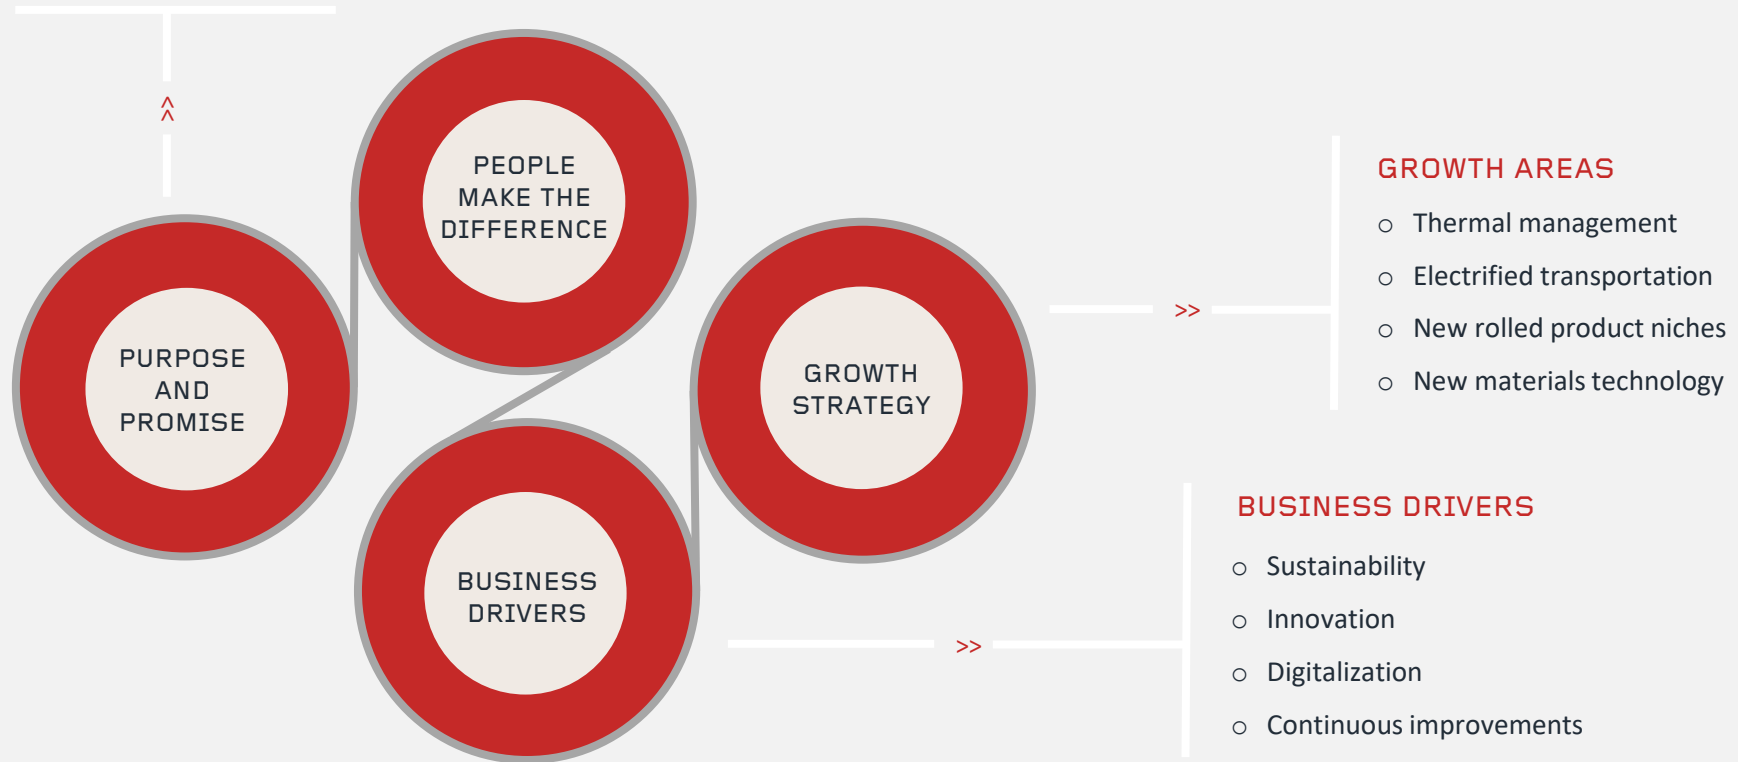 PEOPLE
MAKE THE
DIFFERENCE
PURPOSE
AND
PROMISE
GROWTH
STRATEGY
BUSINESS
DRIVERS
>>
>>
>>
GROWTH AREAS
o Thermal management
o Electrified transportation
o New rolled product niches
o New materials technology
BUSINESS DRIVERS
o Sustainability
o Innovation
o Digitalization
o Continuous improvements